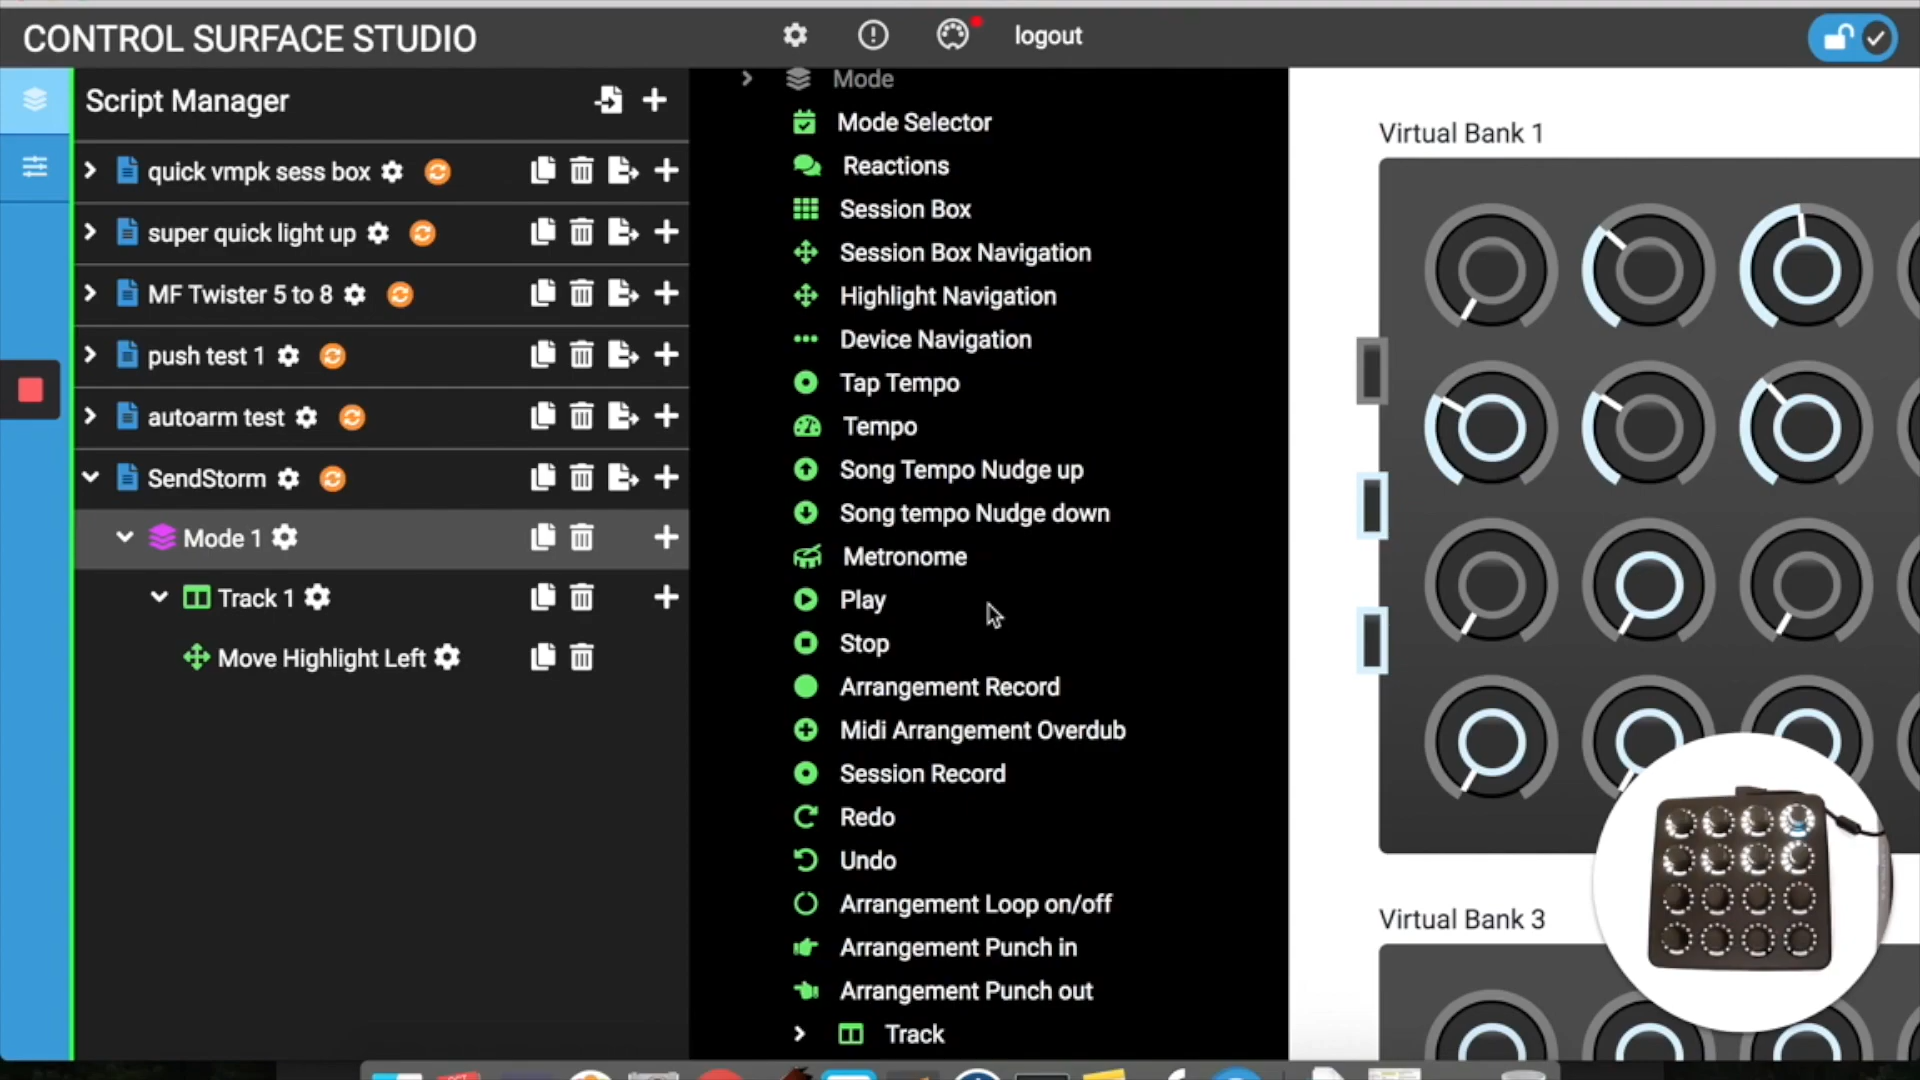 CONTROL SURFACE STUDIO
logout
Script Manager
quick vmpk sess box
super quick light up
MF Twister 5 to 8
push test 1
autoarm test
SendStorm
Mode 1
Track 1
Move Highlight Left
Mode
Mode Selector
Reactions
Session Box
Session Box Navigation
Highlight Navigation
Device Navigation
Tap Tempo
Tempo
Song Tempo Nudge up
Song tempo Nudge down
Metronome
Play
Stop
Arrangement Record
Midi Arrangement Overdub
Session Record
Redo
Undo
Arrangement Loop on/off
Arrangement Punch in
Arrangement Punch out
Track
Virtual Bank 1
Virtual Bank 3